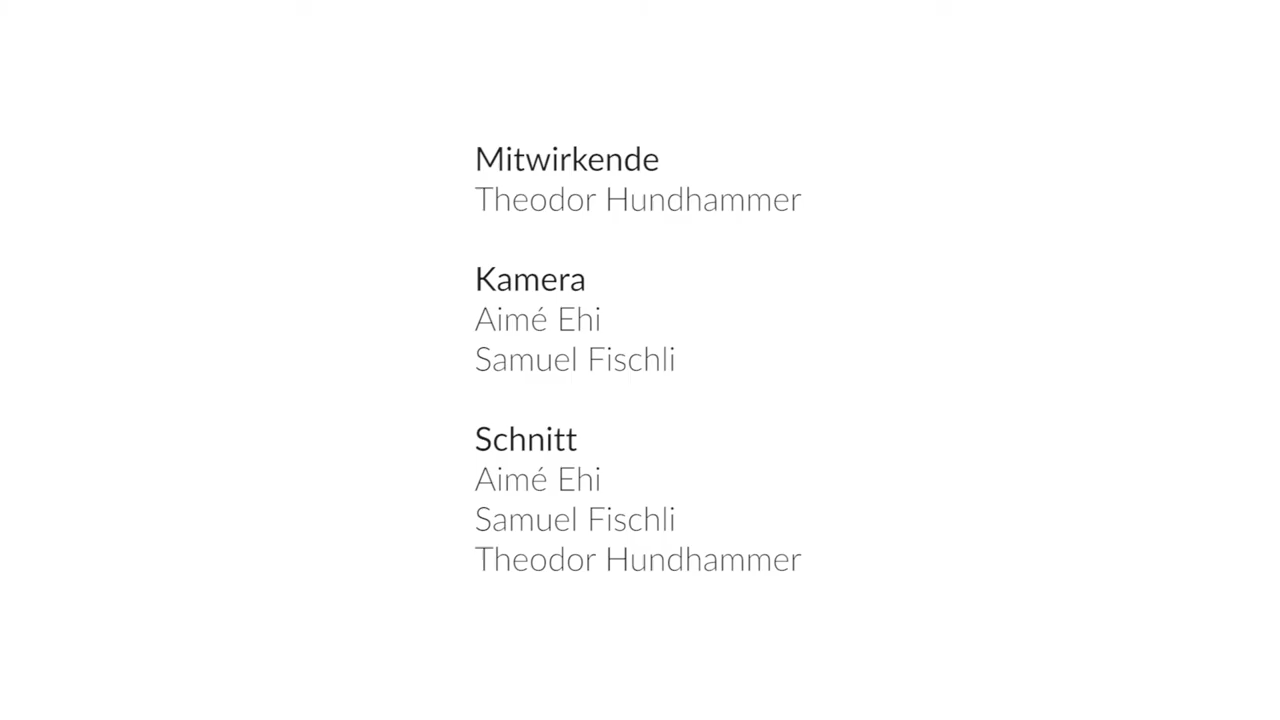 Mitwirkende
Theodor Hundhammer
Kamera
Aimé Ehi
Samuel Fischli
Schnitt
Aimé Ehi
Samuel Fischli
Theodor Hundhammer